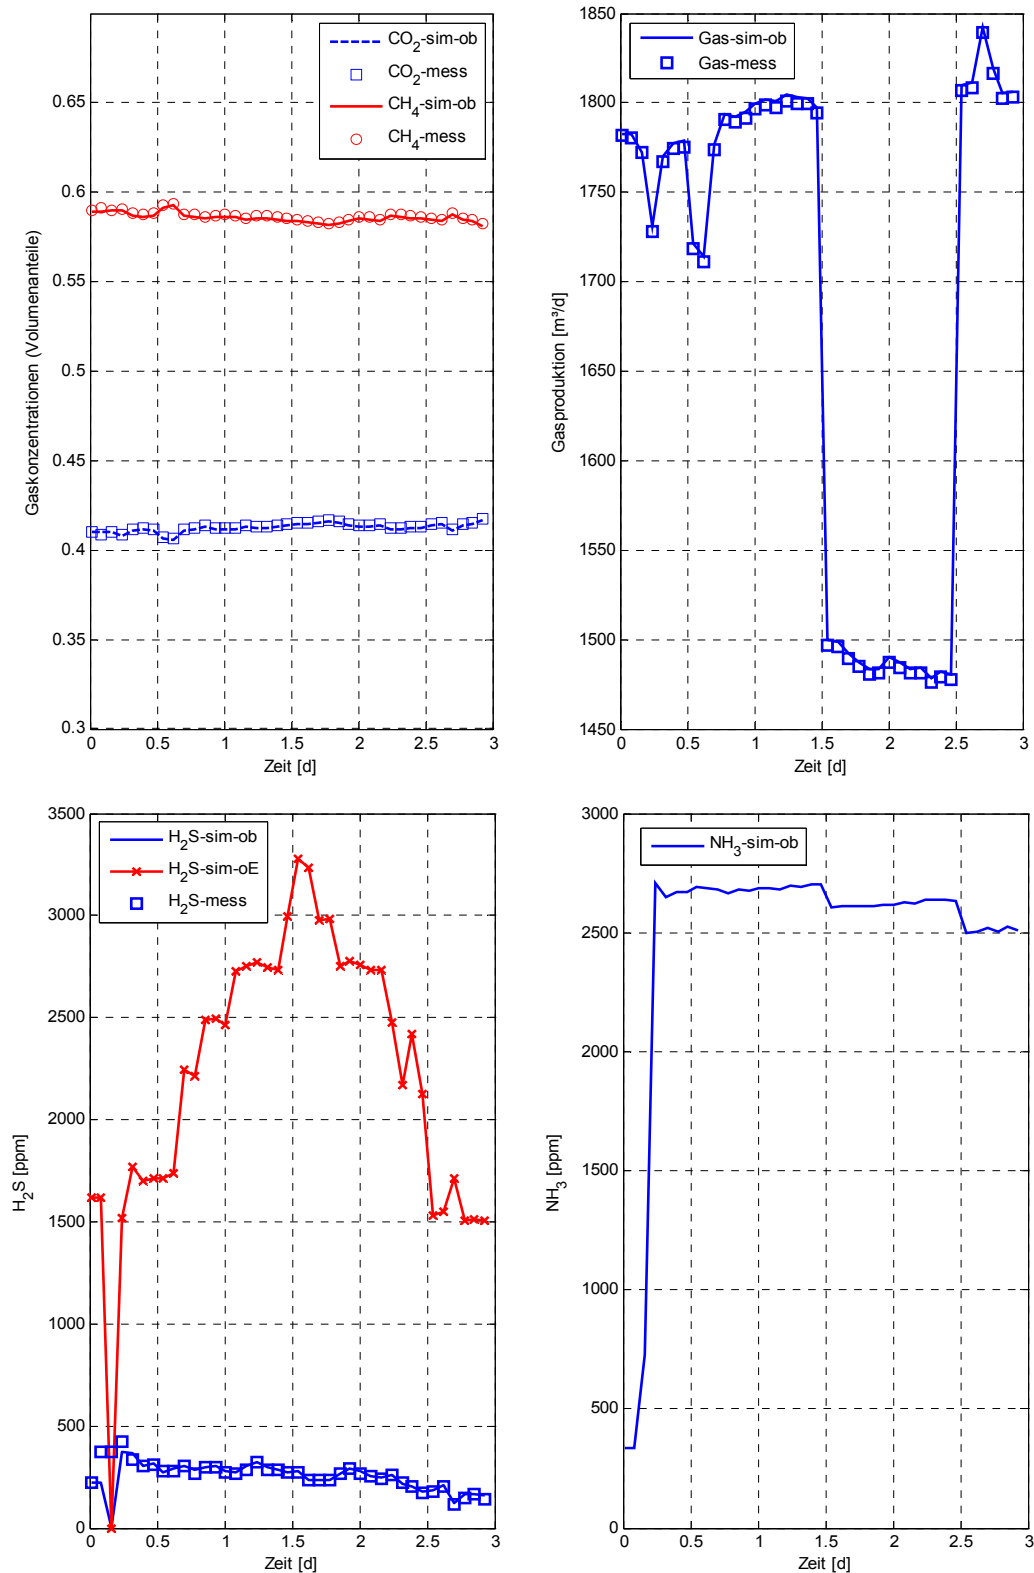 CO2-sim-ob
CO2-mess
CH4-sim-ob
CH4-mess
0.65
0.6
0.55
0.5
0.45
0.4
0.35
0.3
0 0.5 1 1.5 2 2.5 3
Zeit [d]
Gaskonzentrationen (Volumenanteile)
Gas-sim-ob
Gas-mess
1850
1800
1750
1700
1650
1600
1550
1500
1450
0 0.5 1 1.5 2 2.5 3
Zeit [d]
Gasproduktion [m³/d]
H2S-sim-ob
H2S-sim-oE
H2S-mess
3500
3000
2500
2000
1500
1000
500
0
0 0.5 1 1.5 2 2.5 3
Zeit [d]
H2S [ppm]
NH3-sim-ob
3000
2500
2000
1500
1000
500
0
0 0.5 1 1.5 2 2.5 3
Zeit [d]
NH3 [ppm]